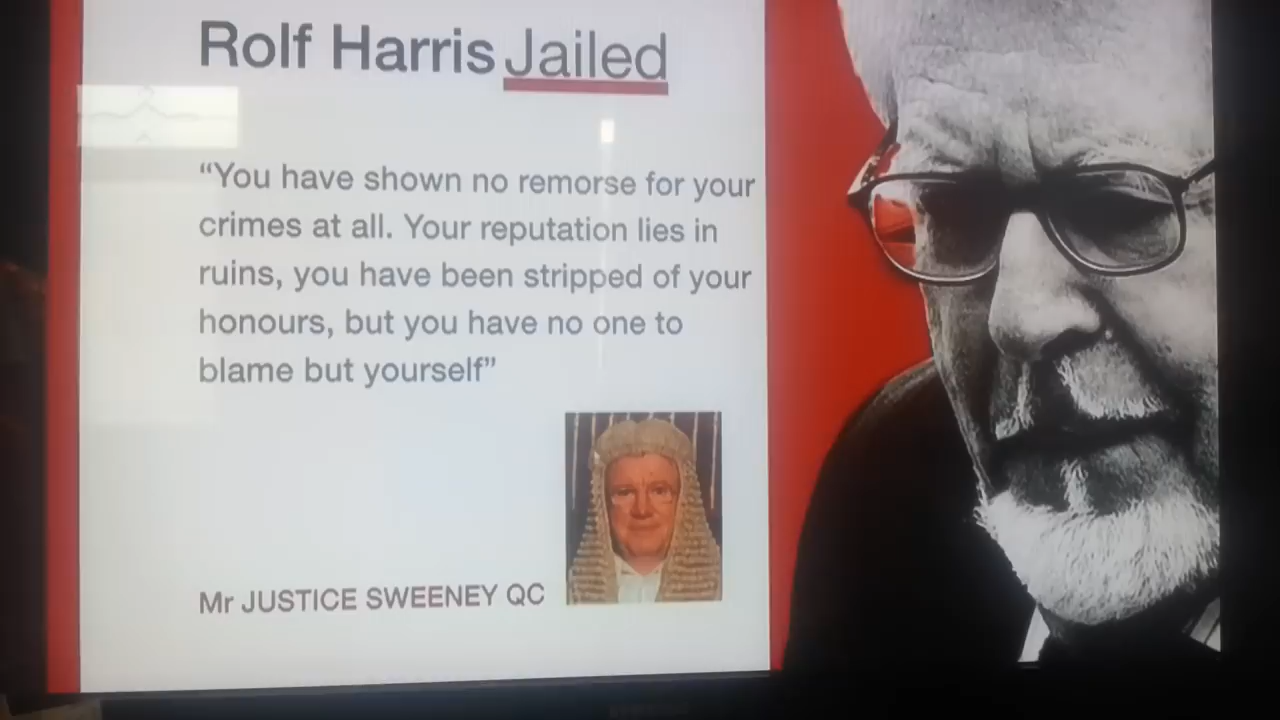 Rolf Harris Jailed
“You have shown no remorse for your
crimes at all. Your reputation lies in
ruins, you have been stripped of your
honours, but you have no one to
blame but yourself”
Mr JUSTICE SWEENEY QC